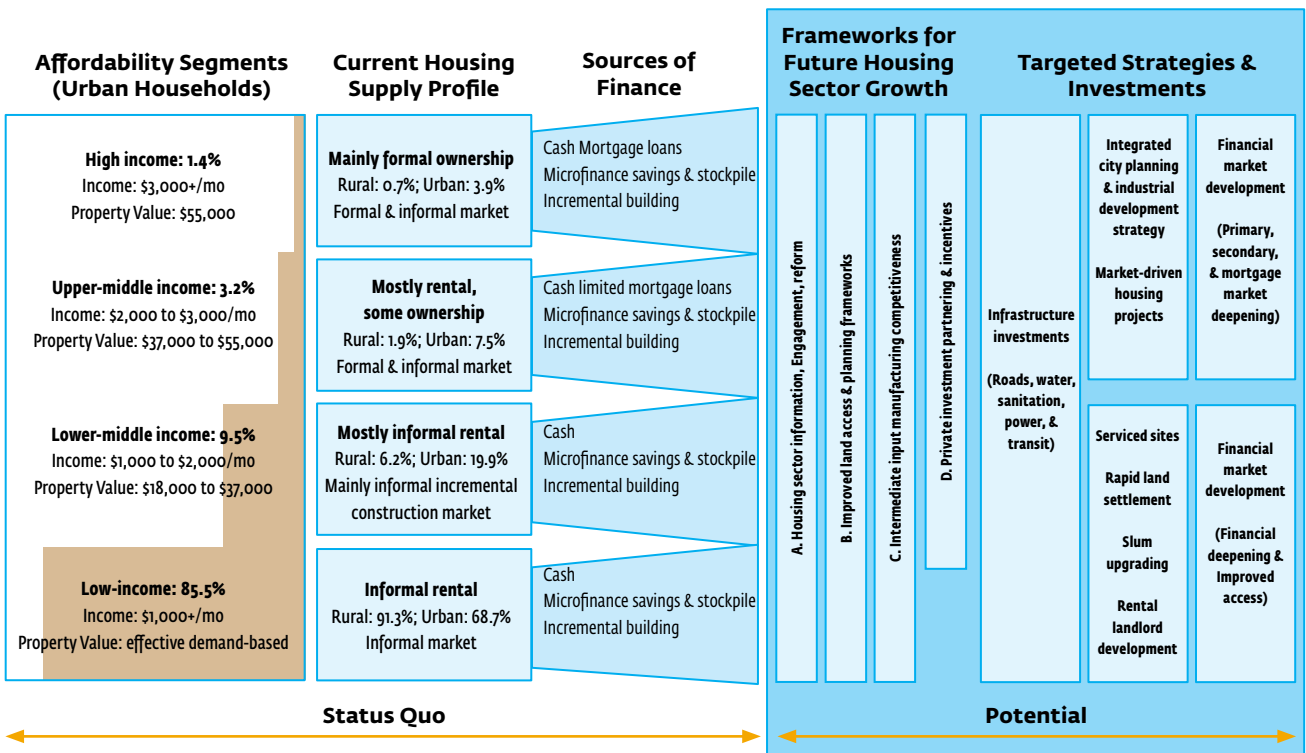 Affordability Segments
(Urban Households)
High income: 1.4%
Income: $3,000+/mo
Property Value: $55,000
Upper-middle income: 3.2%
Income: $2,000 to $3,000/mo
Property Value: $37,000 to $55,000
Lower-middle income: 9.5%
Income: $1,000 to $2,000/mo
Property Value: $18,000 to $37,000
Low-income: 85.5%
Income: $1,000+/mo
Property Value: effective demand-based
Current Housing
Supply Profile
Mainly formal ownership
Rural: 0.7%; Urban: 3.9%
Formal & informal market
Mostly rental,
some ownership
Rural: 1.9%; Urban: 7.5%
Formal & informal market
Mostly informal rental
Rural: 6.2%; Urban: 19.9%
Mainly informal incremental
construction market
Informal rental
Rural: 91.3%; Urban: 68.7%
Informal market
Sources of
Finance
Cash Mortgage loans
Microfinance savings & stockpile
Incremental building
Cash limited mortgage loans
Microfinance savings & stockpile
Incremental building
Cash
Microfinance savings & stockpile
Incremental building
Cash
Microfinance savings & stockpile
Incremental building
Status Quo
Frameworks for
Future Housing
Sector Growth
A. Housing sector information, Engagement, reform
B. Improved land access & planning frameworks
C. Intermediate input manufacturing competitiveness
D. Private investment partnering & incentives
Targeted Strategies &
Investments
Infrastructure
investments
(Roads, water,
sanitation,
power, &
transit)
Integrated
city planning
& industrial
development
strategy
Market-driven
housing
projects
Financial
market
development
(Primary,
secondary,
& mortgage
market
deepening)
Serviced sites
Rapid land
settlement
Slum
upgrading
Rental
landlord
development
Financial
market
development
(Financial
deepening &
Improved
access)
Potential